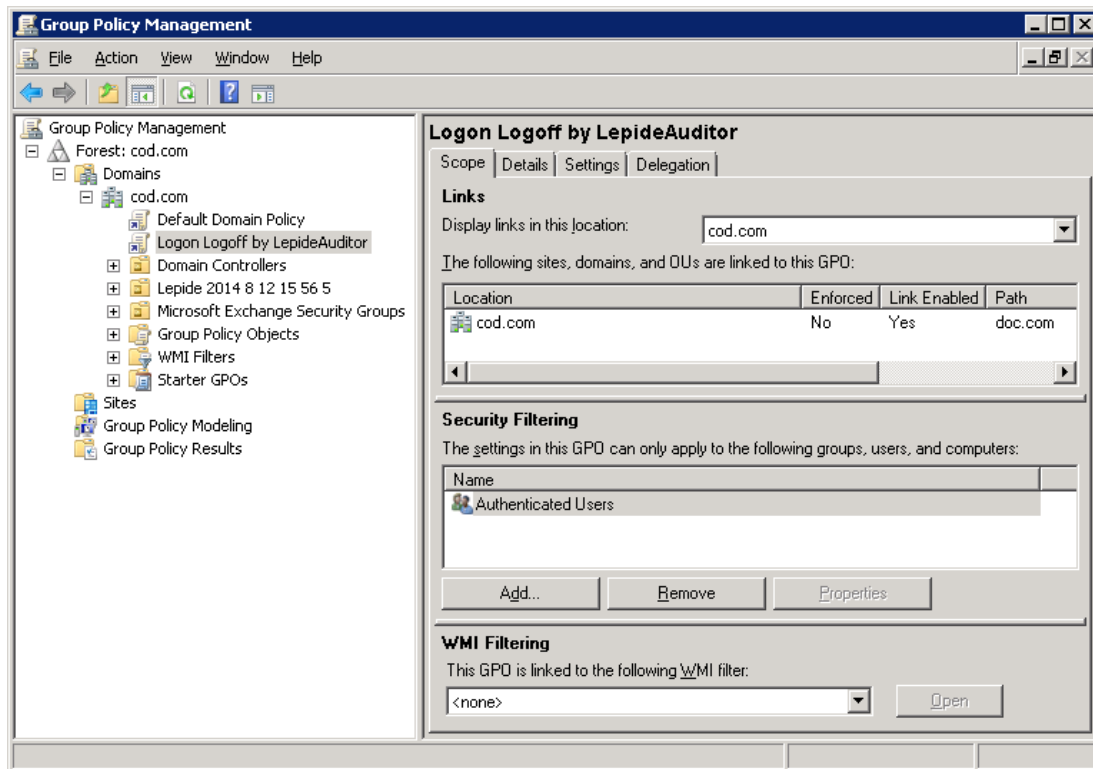 Group Policy Management
File Action View Window Help
Group Policy Management
Forest: cod.com
Domains
cod.com
Default Domain Policy
Logon Logoff by LepideAuditor
Domain Controllers
Lepide 2014 8 12 15 56 5
Microsoft Exchange Security Groups
Group Policy Objects
WMI Filters
Starter GPOs
Sites
Group Policy Modeling
Group Policy Results
Logon Logoff by LepideAuditor
Scope Details Settings Delegation
Links
Display links in this location: cod.com
The following sites, domains, and OUs are linked to this GPO:
Location Enforced Link Enabled Path
cod.com No Yes doc.com
Security Filtering
The settings in this GPO can only apply to the following groups, users, and computers:
Name
Authenticated Users
Add... Remove Properties
WMI Filtering
This GPO is linked to the following WMI filter:
<none> Open